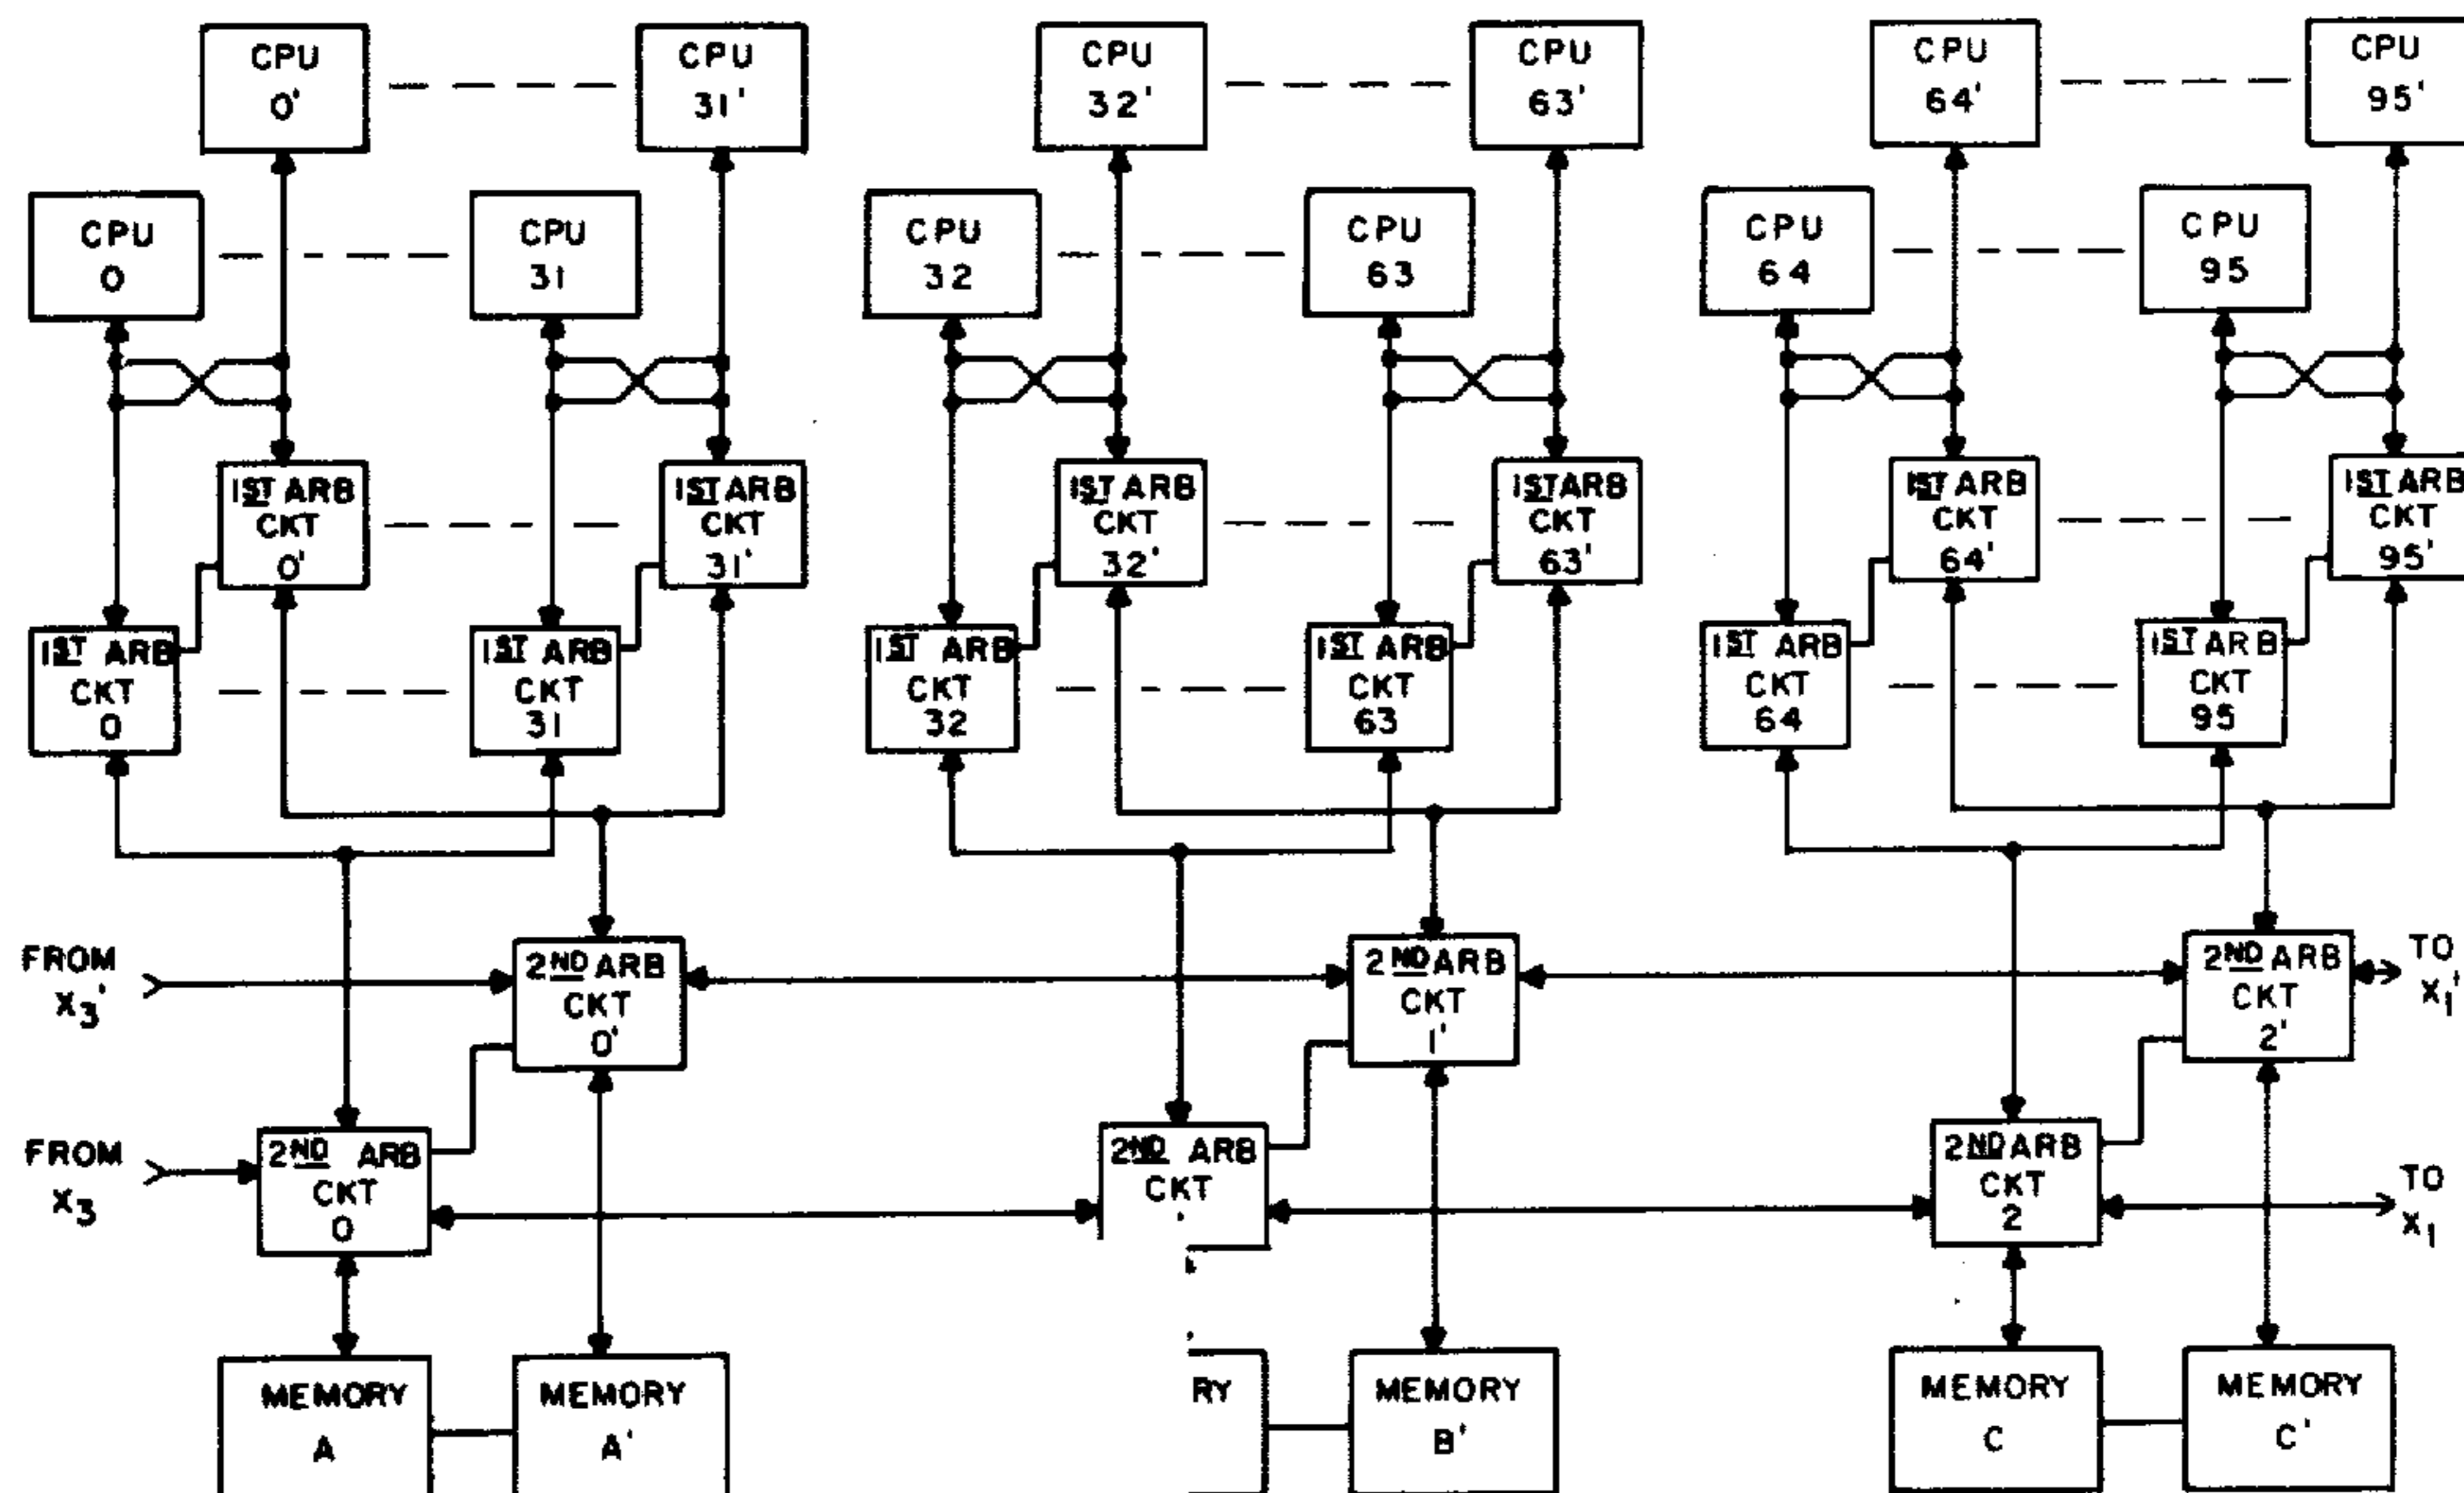 CPU
0'
CPU
31'
CPU
32'
CPU
63'
CPU
64'
CPU
95'
CPU
0
CPU
31
CPU
32
CPU
63
CPU
64
CPU
95
1ST ARB
CKT
0'
1ST ARB
CKT
31'
1ST ARB
CKT
32'
1ST ARB
CKT
63'
1ST ARB
CKT
64'
1ST ARB
CKT
95'
1ST ARB
CKT
0
1ST ARB
CKT
31
1ST ARB
CKT
32
1ST ARB
CKT
63
1ST ARB
CKT
64
1ST ARB
CKT
95
FROM
X3'
2ND ARB
CKT
0'
2ND ARB
CKT
1'
2ND ARB
CKT
2'
TO
X1'
FROM
X3
2ND ARB
CKT
0
2ND ARB
CKT
2ND ARB
CKT
2
TO
X1
MEMORY
A
MEMORY
A'
RY
MEMORY
B'
MEMORY
C
MEMORY
C'